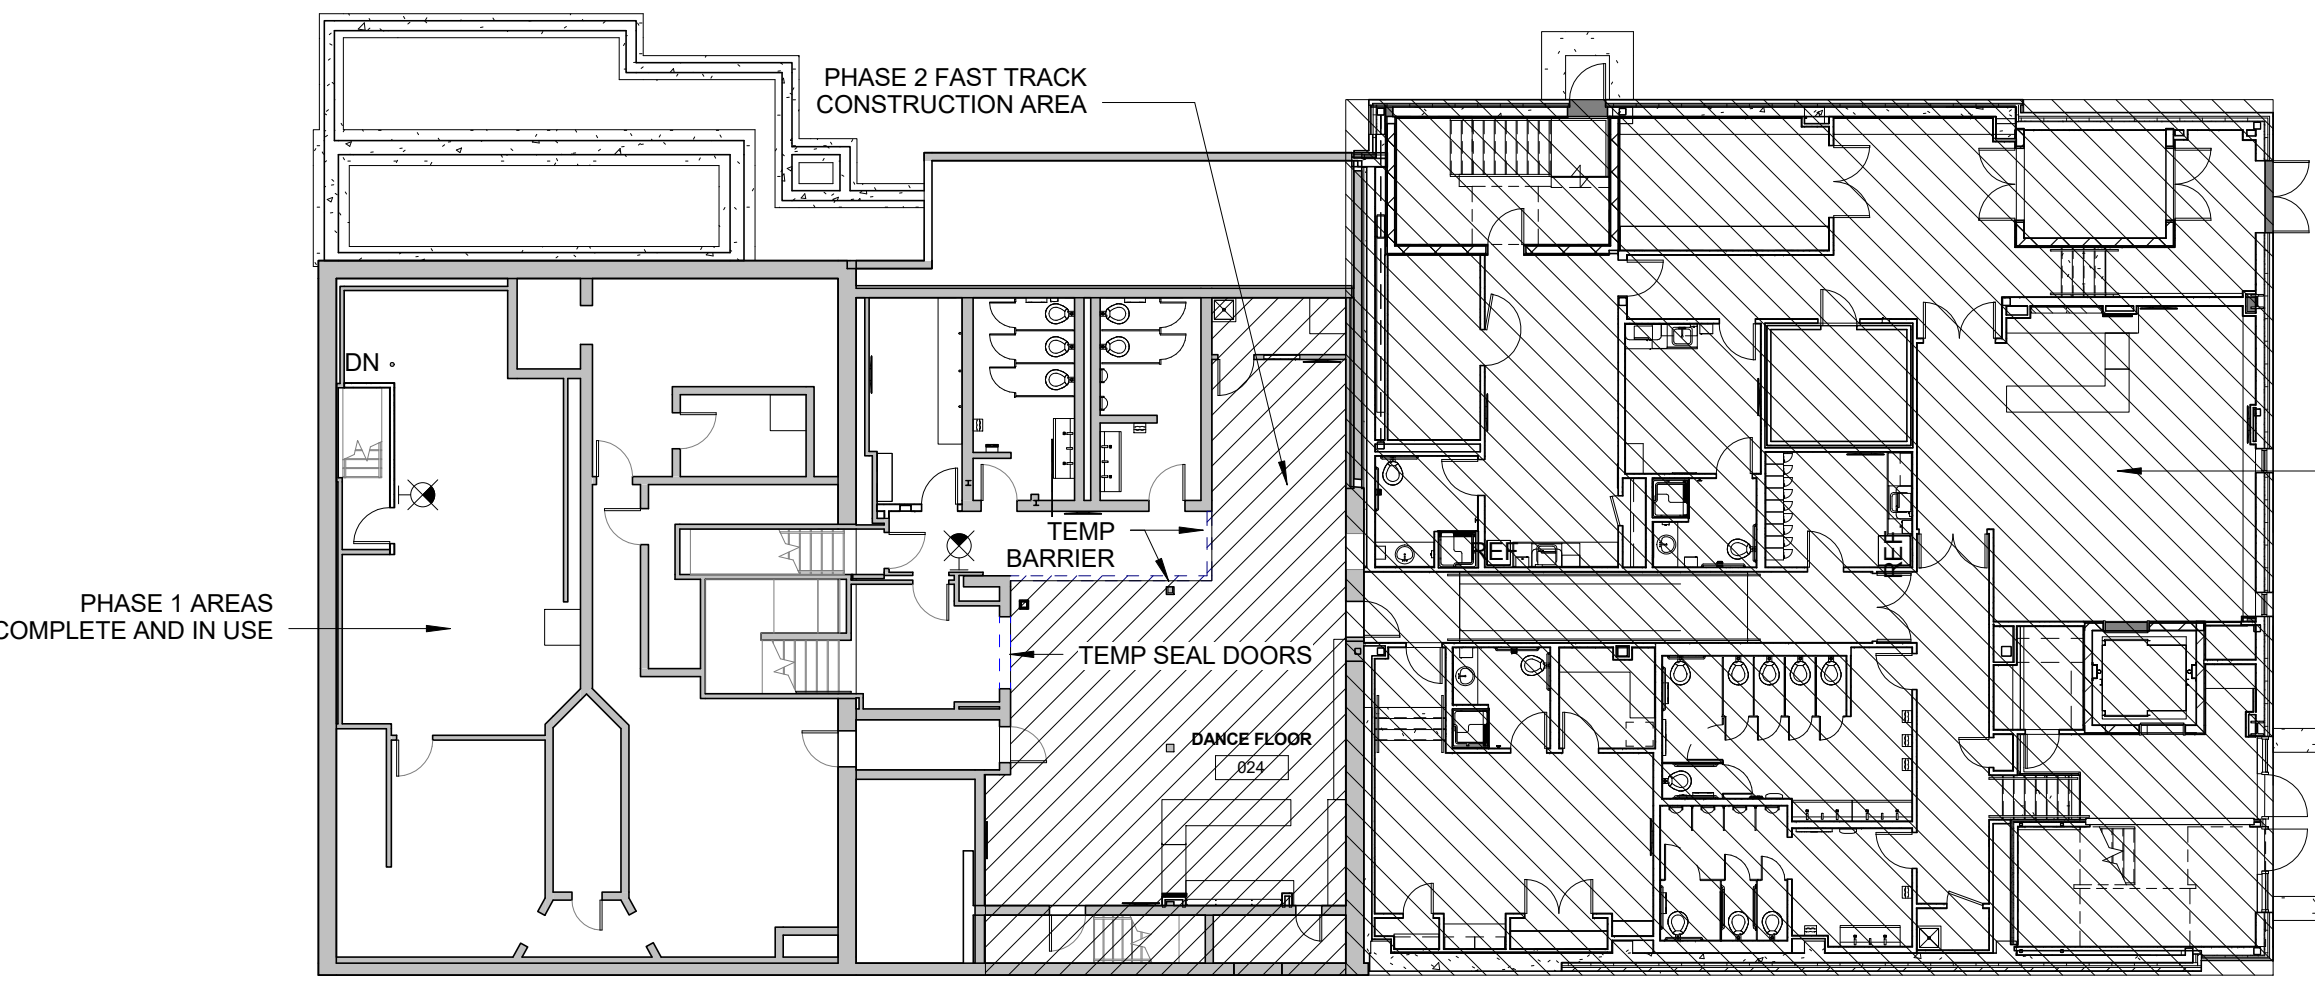 PHASE 2 FAST TRACK
CONSTRUCTION AREA
DN
TEMP
BARRIER
REF
REF
PHASE 1 AREAS
COMPLETE AND IN USE
TEMP SEAL DOORS
DANCE FLOOR
024